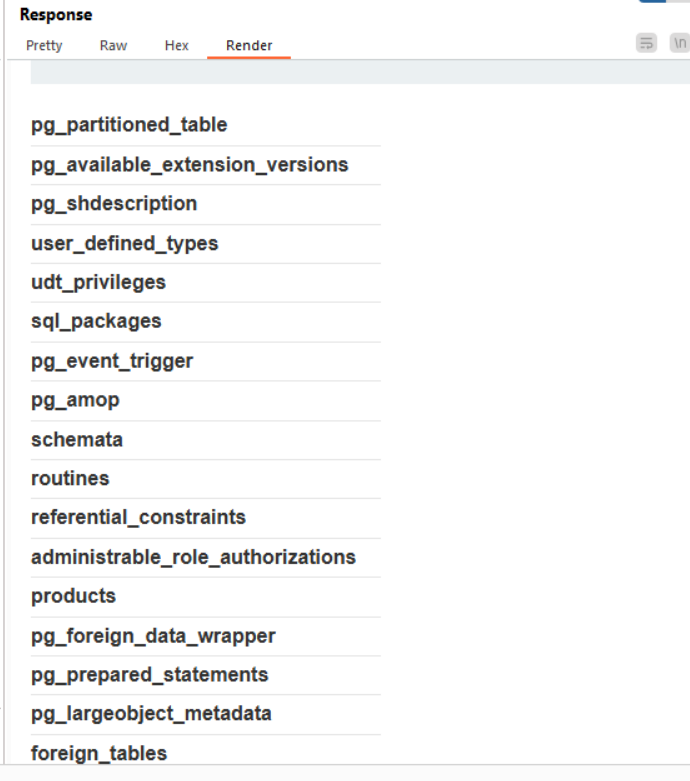 Response
Pretty Raw Hex Render
\n
pg_partitioned_table
pg_available_extension_versions
pg_shdescription
user_defined_types
udt_privileges
sql_packages
pg_event_trigger
pg_amop
schemata
routines
referential_constraints
administrable_role_authorizations
products
pg_foreign_data_wrapper
pg_prepared_statements
pg_largeobject_metadata
foreign_tables